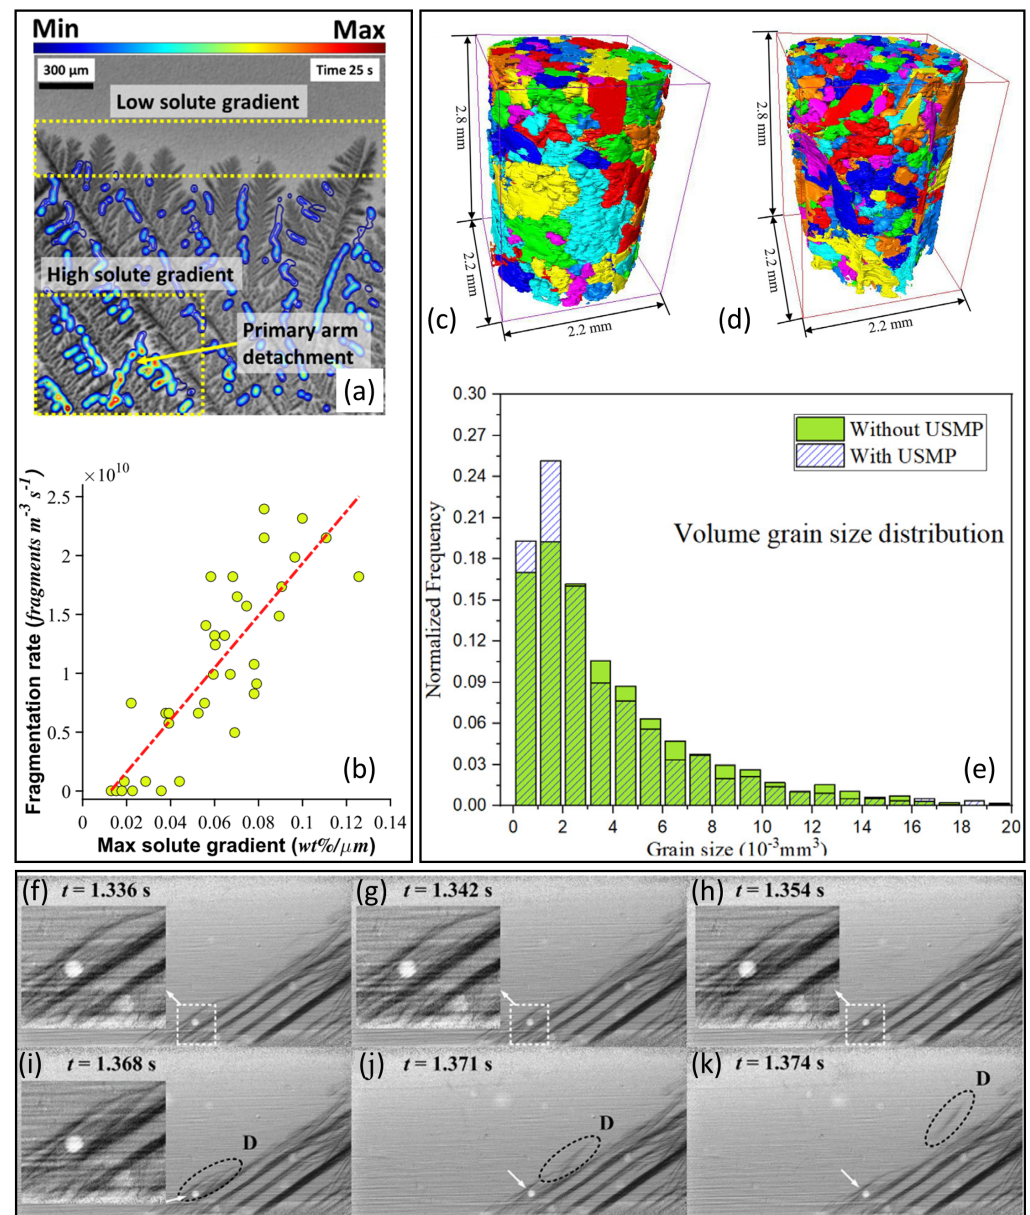 Min Max
300 µm Time 25 s
Low solute gradient
High solute gradient
Primary arm
detachment
(a)
×10^10
2.5
2
1.5
1
0.5
0
Fragmentation rate (fragments m^-3 s^-1)
(b)
0 0.02 0.04 0.06 0.08 0.10 0.12 0.14
Max solute gradient (wt%/µm)
2.8 mm
2.2 mm
2.2 mm
(c)
2.8 mm
2.2 mm
2.2 mm
(d)
0.30
0.27
0.24
0.21
0.18
0.15
0.12
0.09
0.06
0.03
0.00
Normalized Frequency
Without USMP
With USMP
Volume grain size distribution
(e)
0 2 4 6 8 10 12 14 16 18 20
Grain size (10^-3mm^3)
(f) t = 1.336 s
(g) t = 1.342 s
(h) t = 1.354 s
(i) t = 1.368 s
D
(j) t = 1.371 s
D
(k) t = 1.374 s
D